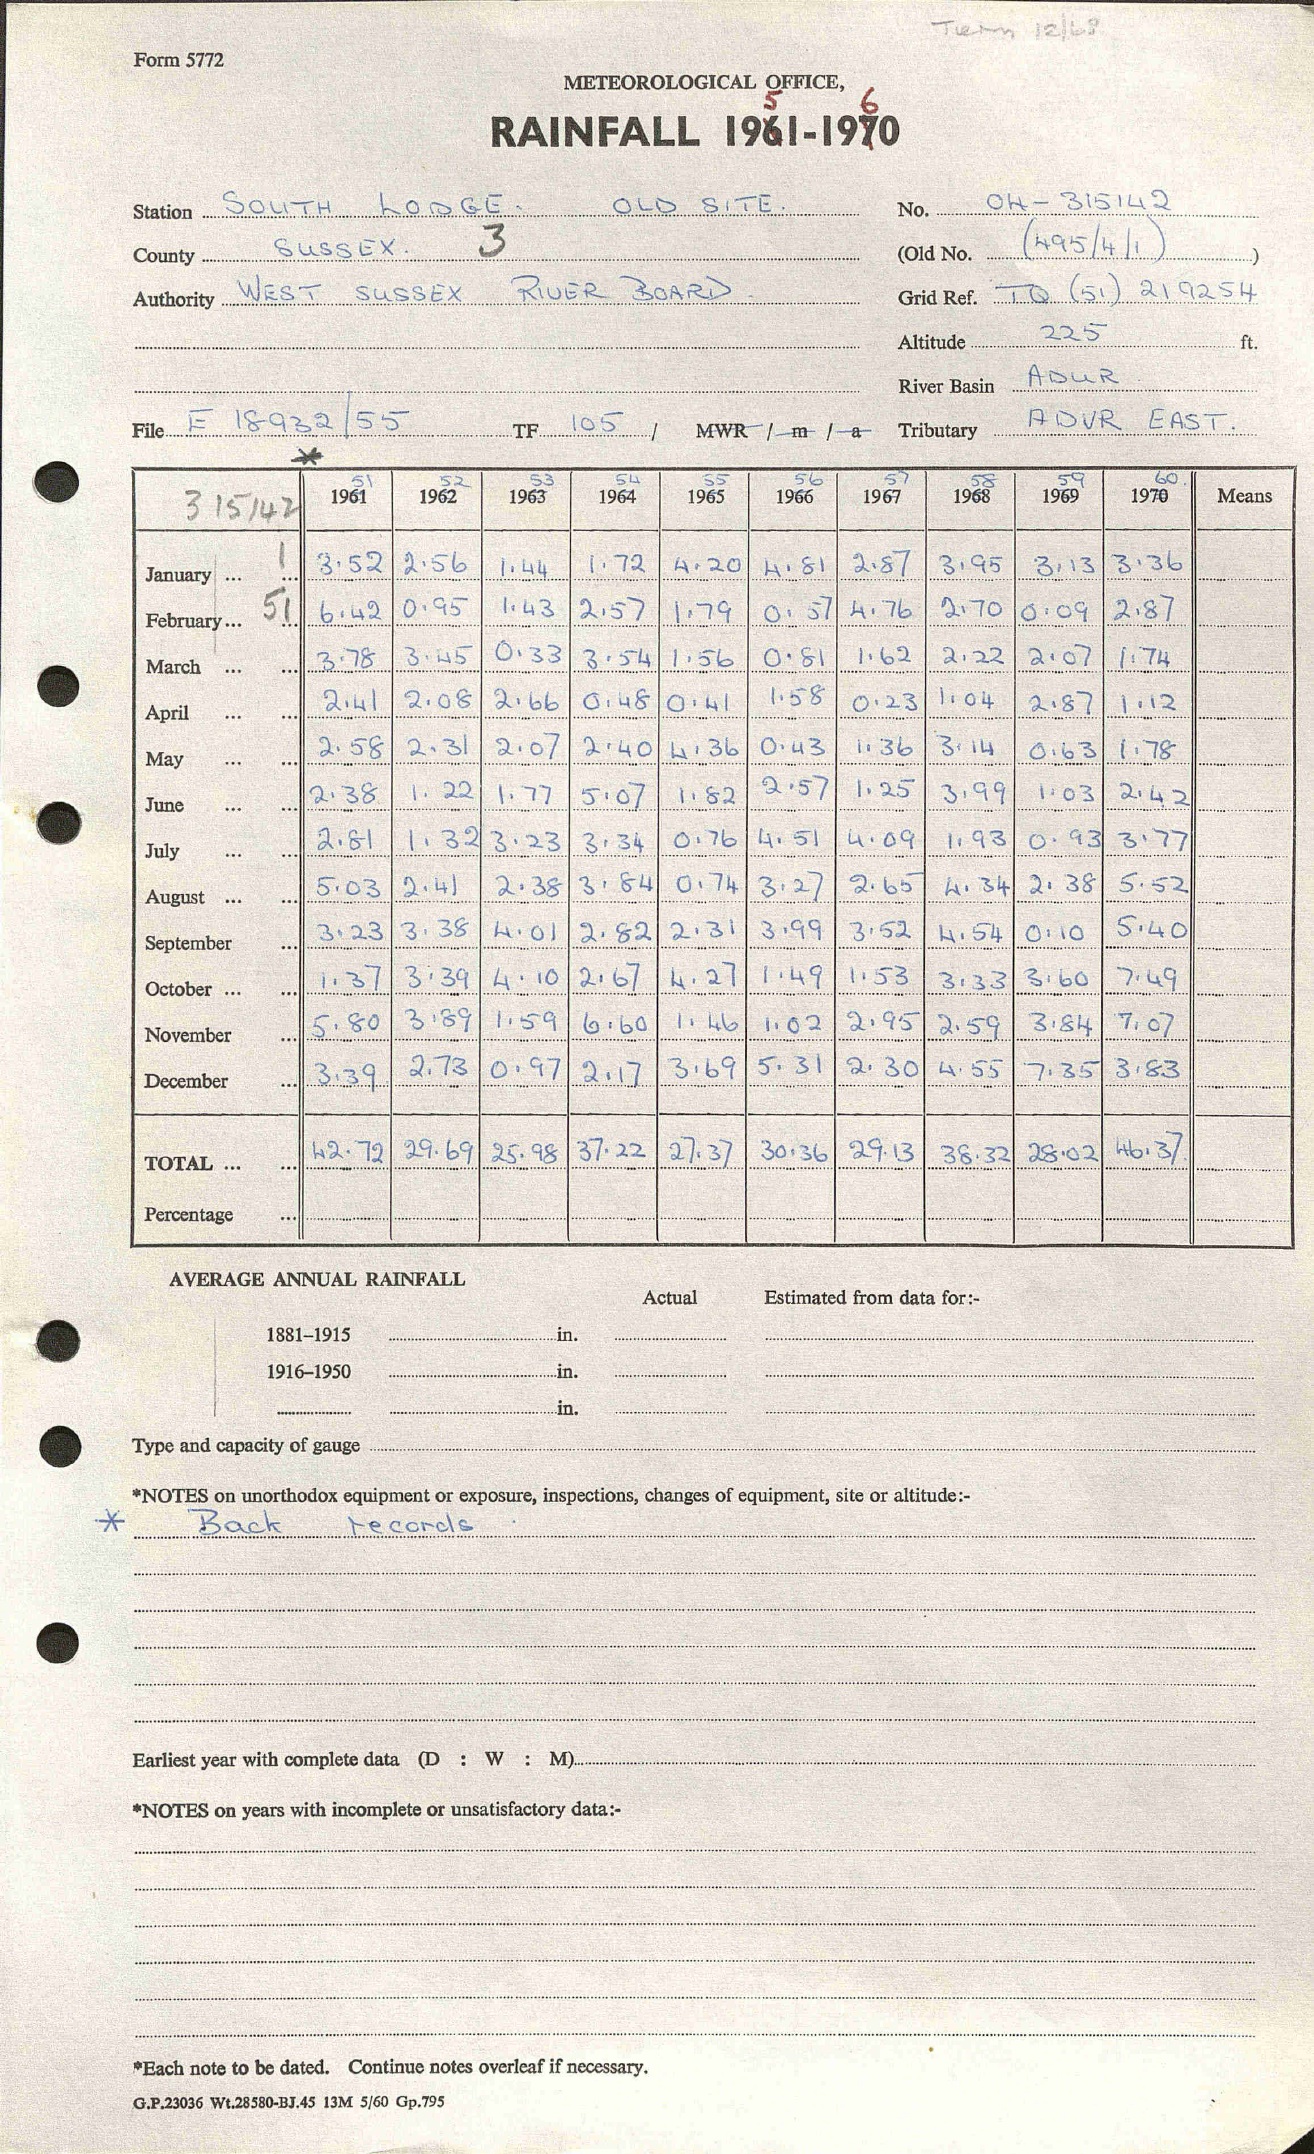 Term 12/68
Form 5772
METEOROLOGICAL OFFICE,
5 6
RAINFALL 1961-1970
Station SOUTH LODGE. OLD SITE. No. OH-315142
County SUSSEX. 3 (Old No. (495/4/1) )
Authority WEST SUSSEX RIVER BOARD. Grid Ref. TQ (51) 219254
Altitude 225 ft.
River Basin ADUR
File E 18932/55 TF 105 / MWR / m / a Tributary ADUR EAST.
*
51 52 53 54 55 56 57 58 59 60.
315142 1961 1962 1963 1964 1965 1966 1967 1968 1969 1970 Means
January ... 1 ... 3.52 2.56 1.44 1.72 4.20 4.81 2.87 3.95 3.13 3.36
February ... 51 ... 6.42 0.95 1.43 2.57 1.79 0.57 4.76 2.70 0.09 2.87
March ... ... 3.78 3.45 0.33 3.54 1.56 0.81 1.62 2.22 2.07 1.74
April ... ... 2.41 2.08 2.66 0.48 0.41 1.58 0.23 1.04 2.87 1.12
May ... ... 2.58 2.31 2.07 2.40 4.36 0.43 1.36 3.14 0.63 1.78
June ... ... 2.38 1.22 1.77 5.07 1.82 2.57 1.25 3.99 1.03 2.42
July ... ... 2.81 1.32 3.23 3.34 0.76 4.51 4.09 1.93 0.93 3.77
August ... ... 5.03 2.41 2.38 3.84 0.74 3.27 2.65 4.34 2.38 5.52
September ... 3.23 3.38 4.01 2.82 2.31 3.99 3.52 4.54 0.10 5.40
October ... ... 1.37 3.39 4.10 2.67 4.27 1.49 1.53 3.33 3.60 7.49
November ... 5.80 3.89 1.59 6.60 1.46 1.02 2.95 2.59 3.84 7.07
December ... 3.39 2.73 0.97 2.17 3.69 5.31 2.30 4.55 7.35 3.83
TOTAL ... ... 42.72 29.69 25.98 37.22 27.37 30.36 29.13 38.32 28.02 46.37.
Percentage ...
AVERAGE ANNUAL RAINFALL
Actual Estimated from data for:-
1881-1915 in.
1916-1950 in.
in.
Type and capacity of gauge
*NOTES on unorthodox equipment or exposure, inspections, changes of equipment, site or altitude:-
* Back records
Earliest year with complete data (D : W : M)
*NOTES on years with incomplete or unsatisfactory data:-
*Each note to be dated. Continue notes overleaf if necessary.
G.P.23036 Wt.28580-BJ.45 13M 5/60 Gp.795